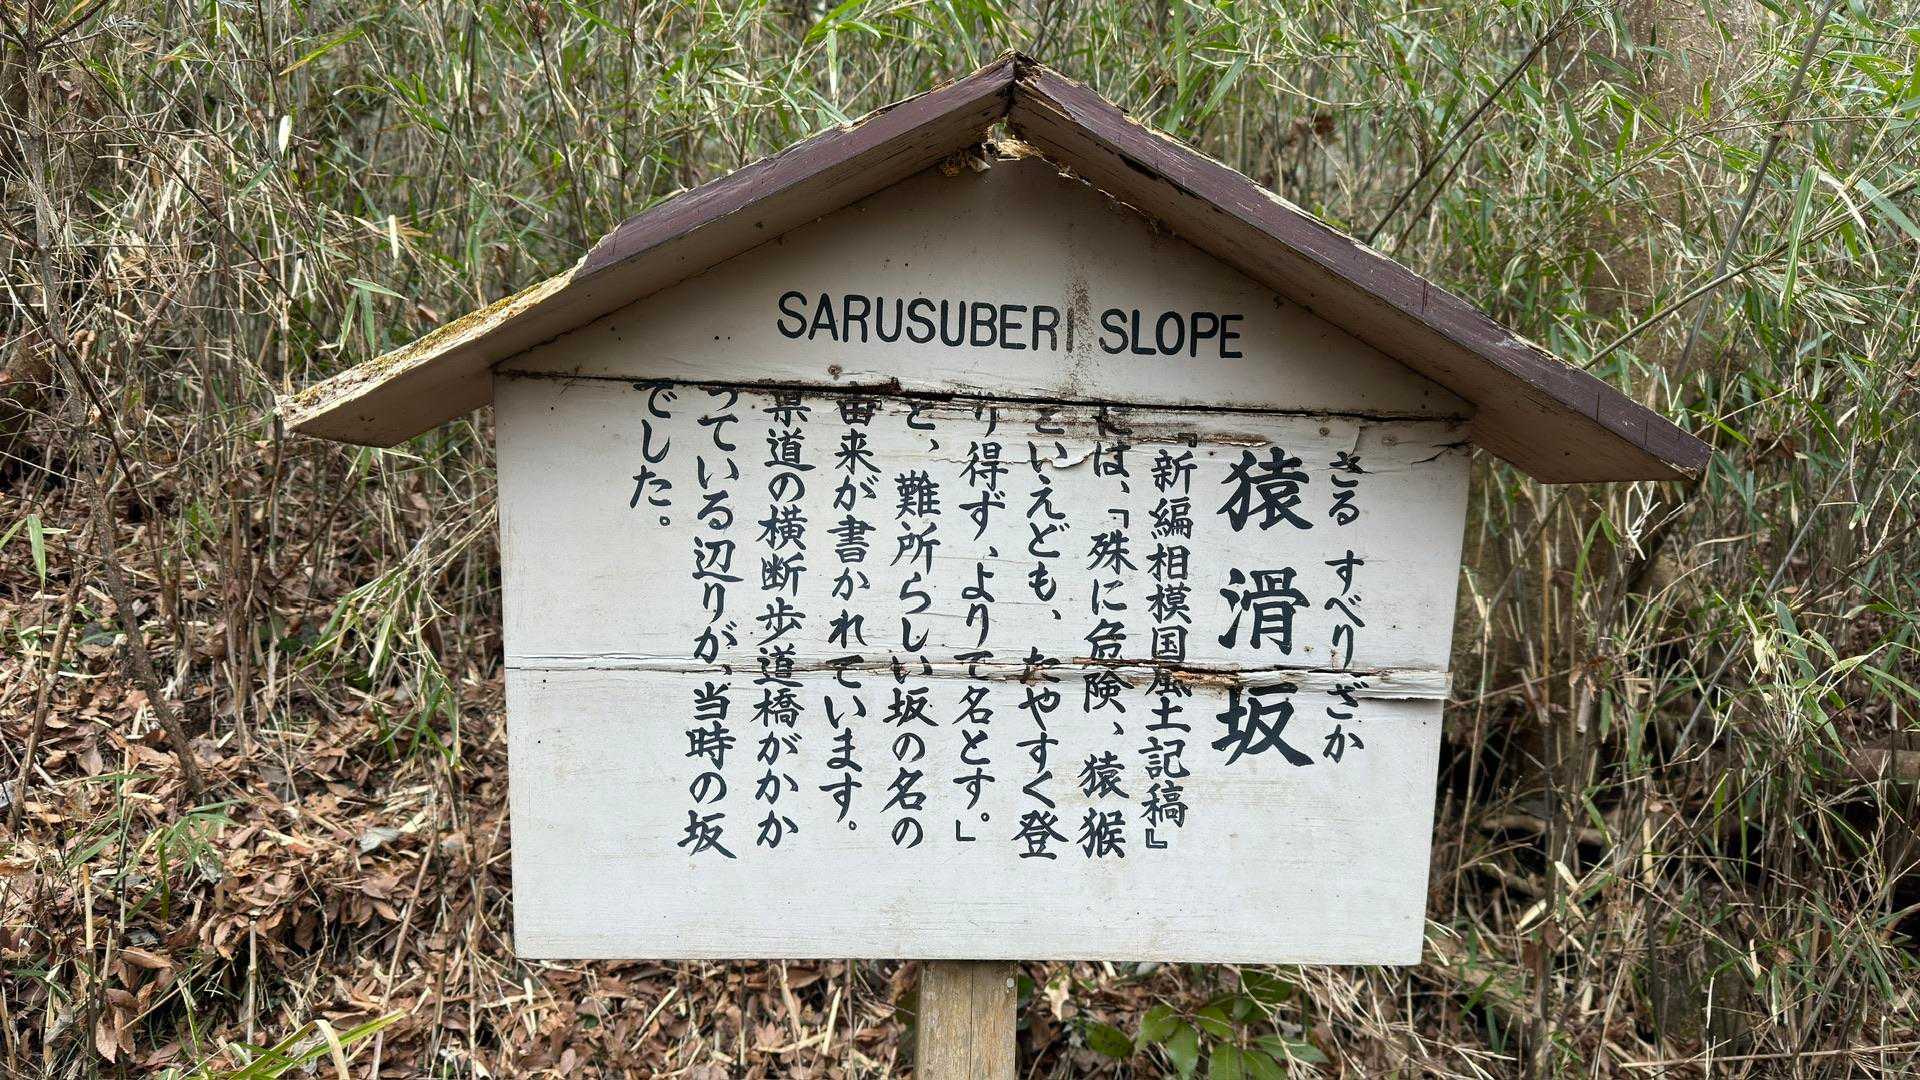 SARUSUBERI SLOPE
さる すべり ざか
猿滑坂
『新編相模国風土記稿』
には、「殊に危険、猿猴
といえども、たやすく登
り得ず、よりて名とす。」
と、難所らしい坂の名の
由来が書かれています。
県道の横断歩道橋がかか
っている辺りが、当時の坂
でした。